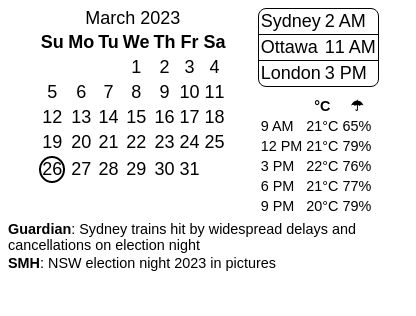 March 2023
Su Mo Tu We Th Fr Sa
1 2 3 4
5 6 7 8 9 10 11
12 13 14 15 16 17 18
19 20 21 22 23 24 25
26 27 28 29 30 31
Sydney 2 AM
Ottawa 11 AM
London 3 PM
°C ☂
9 AM 21°C 65%
12 PM 21°C 79%
3 PM 22°C 76%
6 PM 21°C 77%
9 PM 20°C 79%
Guardian: Sydney trains hit by widespread delays and
cancellations on election night
SMH: NSW election night 2023 in pictures